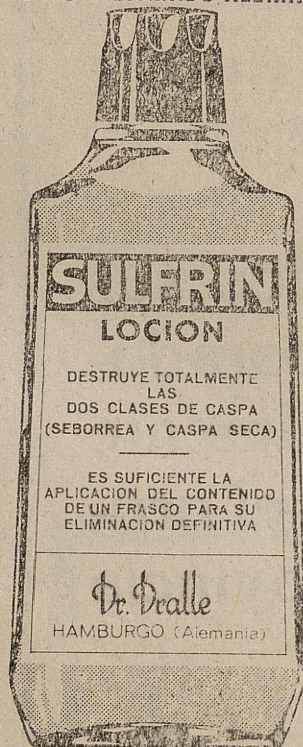 SULFRIN
LOCION
DESTRUYE TOTALMENTE
LAS
DOS CLASES DE CASPA
(SEBORREA Y CASPA SECA)
ES SUFICIENTE LA
APLICACION DEL CONTENIDO
DE UN FRASCO PARA SU
ELIMINACION DEFINITIVA
Dr. Dralle
HAMBURGO (Alemania)